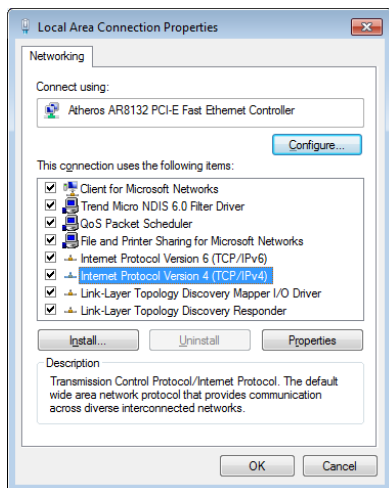 Local Area Connection Properties
Networking
Connect using:
Atheros AR8132 PCI-E Fast Ethernet Controller
Configure...
This connection uses the following items:
Client for Microsoft Networks
Trend Micro NDIS 6.0 Filter Driver
QoS Packet Scheduler
File and Printer Sharing for Microsoft Networks
Internet Protocol Version 6 (TCP/IPv6)
Internet Protocol Version 4 (TCP/IPv4)
Link-Layer Topology Discovery Mapper I/O Driver
Link-Layer Topology Discovery Responder
Install... Uninstall Properties
Description
Transmission Control Protocol/Internet Protocol. The default
wide area network protocol that provides communication
across diverse interconnected networks.
OK Cancel